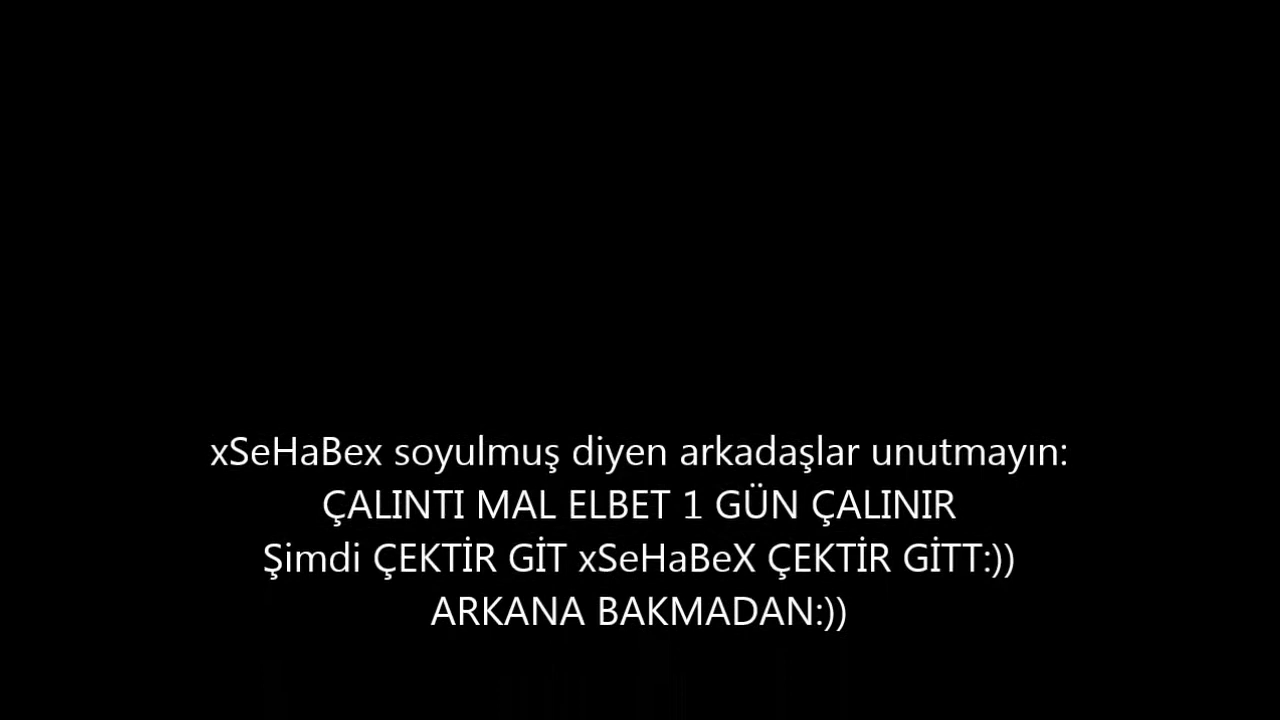 xSeHaBex soyulmuş diyen arkadaşlar unutmayın:
ÇALINTI MAL ELBET 1 GÜN ÇALINIR
Şimdi ÇEKTİR GİT xSeHaBeX ÇEKTİR GİTT:))
ARKANA BAKMADAN:))